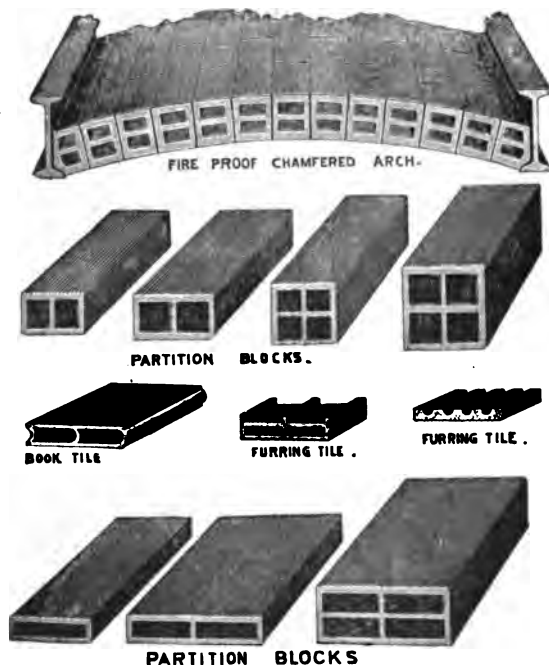 FIRE PROOF CHAMFERED ARCH.
PARTITION BLOCKS.
BOOK TILE
FURRING TILE.
FURRING TILE.
PARTITION BLOCKS